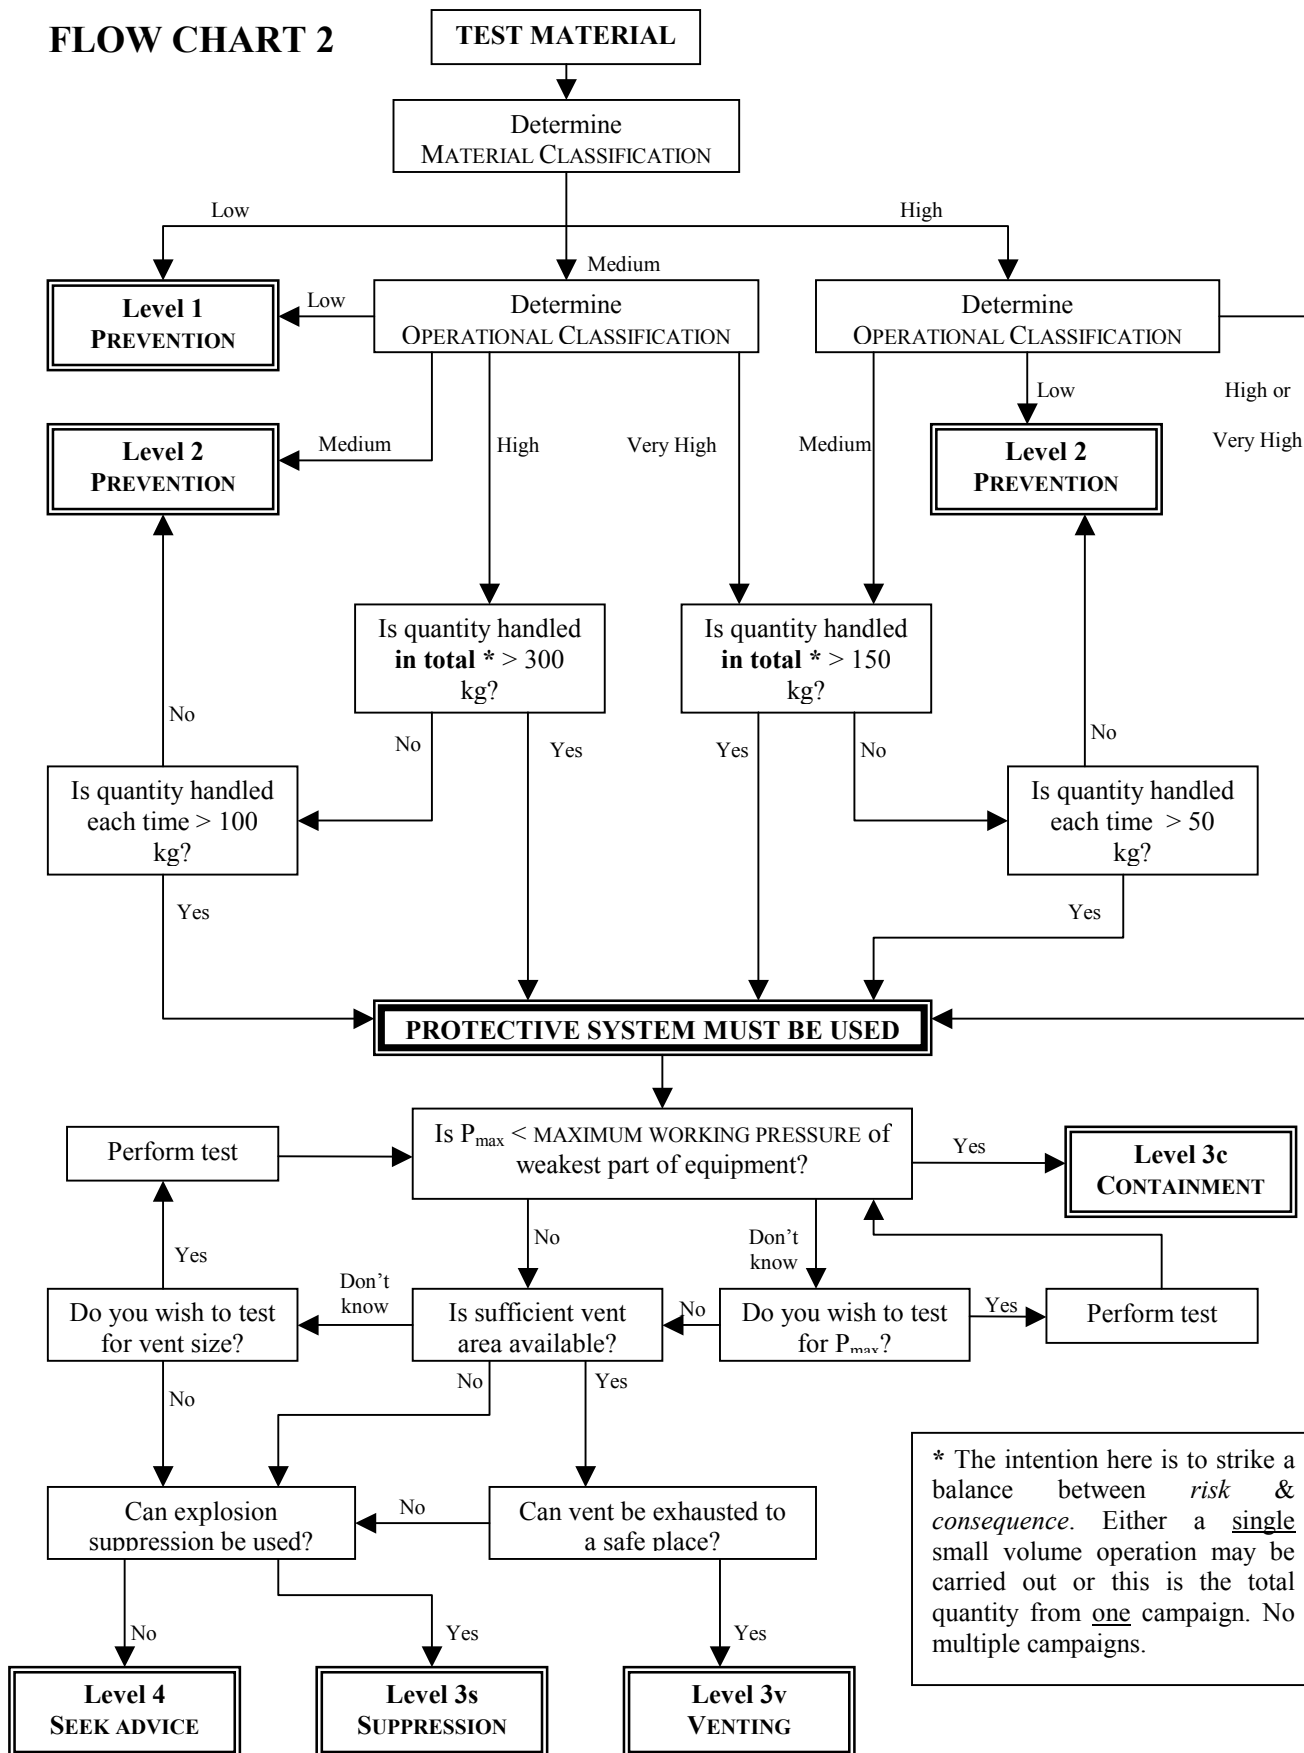 FLOW CHART 2
TEST MATERIAL
Determine
MATERIAL CLASSIFICATION
Low
High
Medium
Level 1
PREVENTION
Low
Determine
OPERATIONAL CLASSIFICATION
Determine
OPERATIONAL CLASSIFICATION
Level 2
PREVENTION
Medium
High
Very High
Medium
Low
High or
Very High
Level 2
PREVENTION
Is quantity handled
in total * > 300
kg?
Is quantity handled
in total * > 150
kg?
No
No
Yes
Yes
No
No
Is quantity handled
each time > 100
kg?
Is quantity handled
each time > 50
kg?
Yes
Yes
PROTECTIVE SYSTEM MUST BE USED
Perform test
Is Pmax < MAXIMUM WORKING PRESSURE of
weakest part of equipment?
Yes
Level 3c
CONTAINMENT
Yes
No
Don't
know
Don't
know
Do you wish to test
for vent size?
Is sufficient vent
area available?
No
Do you wish to test
for Pmax?
Yes
Perform test
No
No
Yes
Can explosion
suppression be used?
No
Can vent be exhausted to
a safe place?
* The intention here is to strike a
balance between risk &
consequence. Either a single
small volume operation may be
carried out or this is the total
quantity from one campaign. No
multiple campaigns.
No
Yes
Yes
Level 4
SEEK ADVICE
Level 3s
SUPPRESSION
Level 3v
VENTING